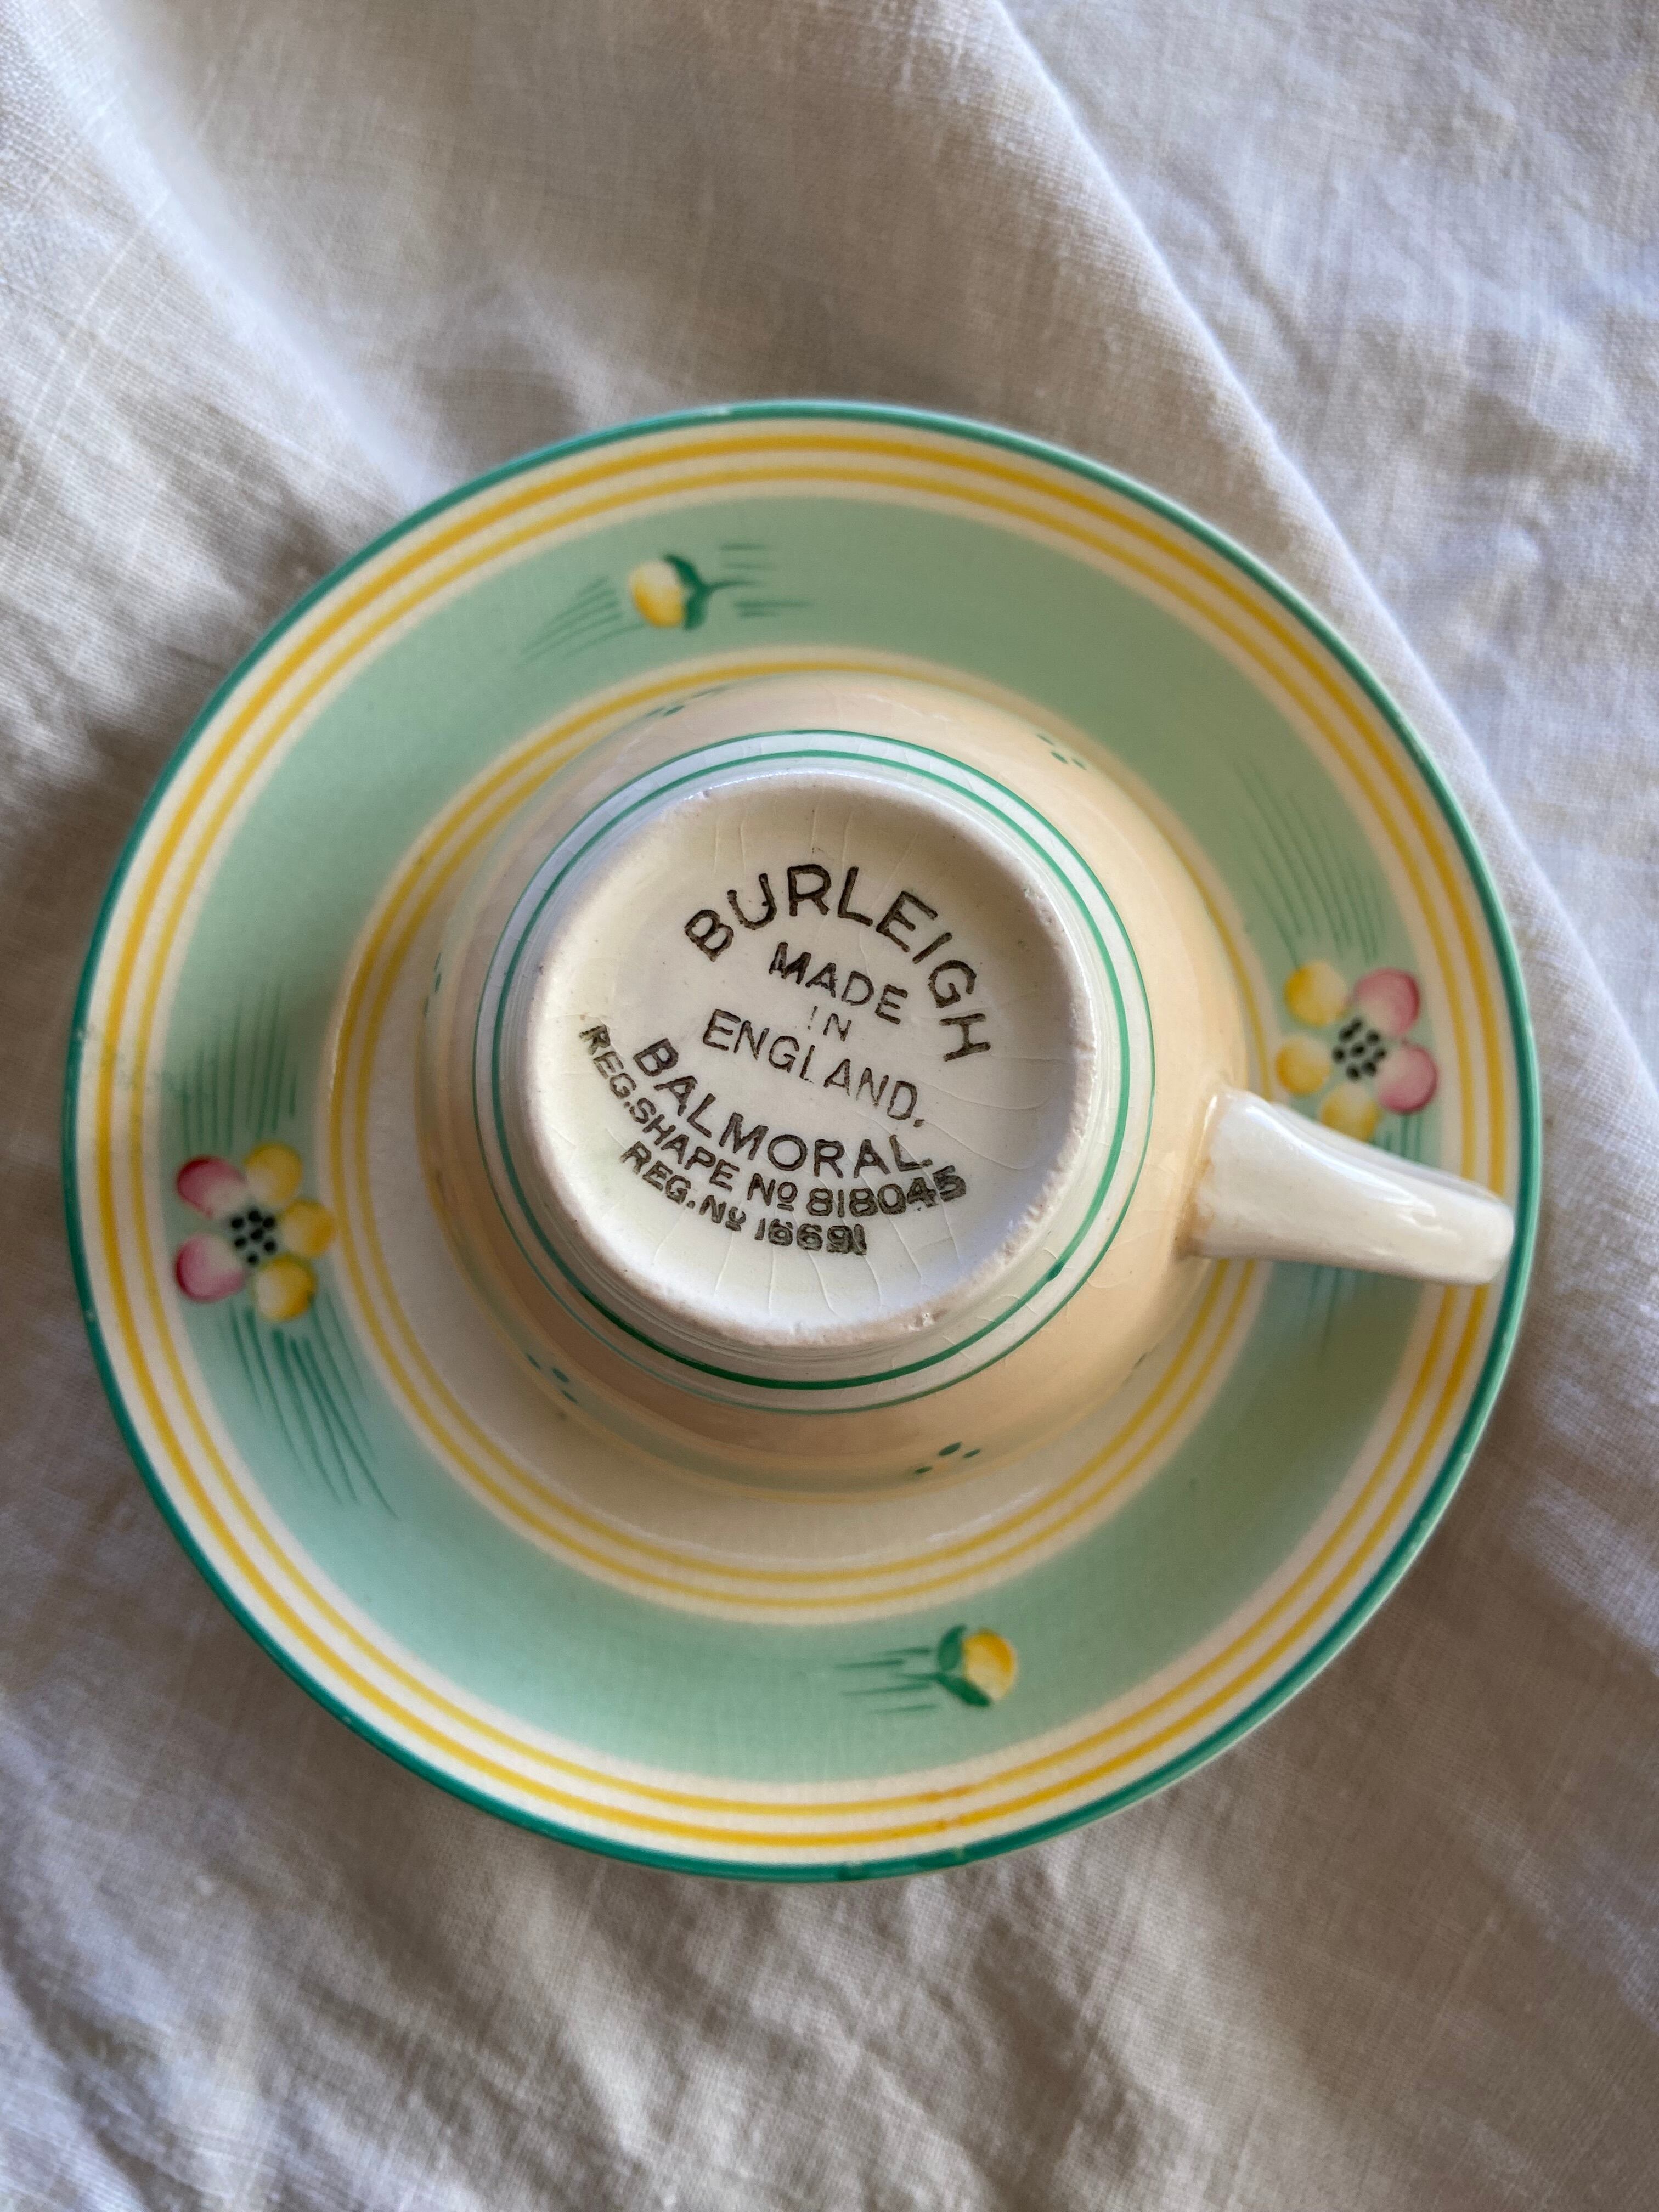 BURLEIGH
MADE
IN
ENGLAND.
BALMORAL.
REG.SHAPE Nº 818045
REG.Nº 16691